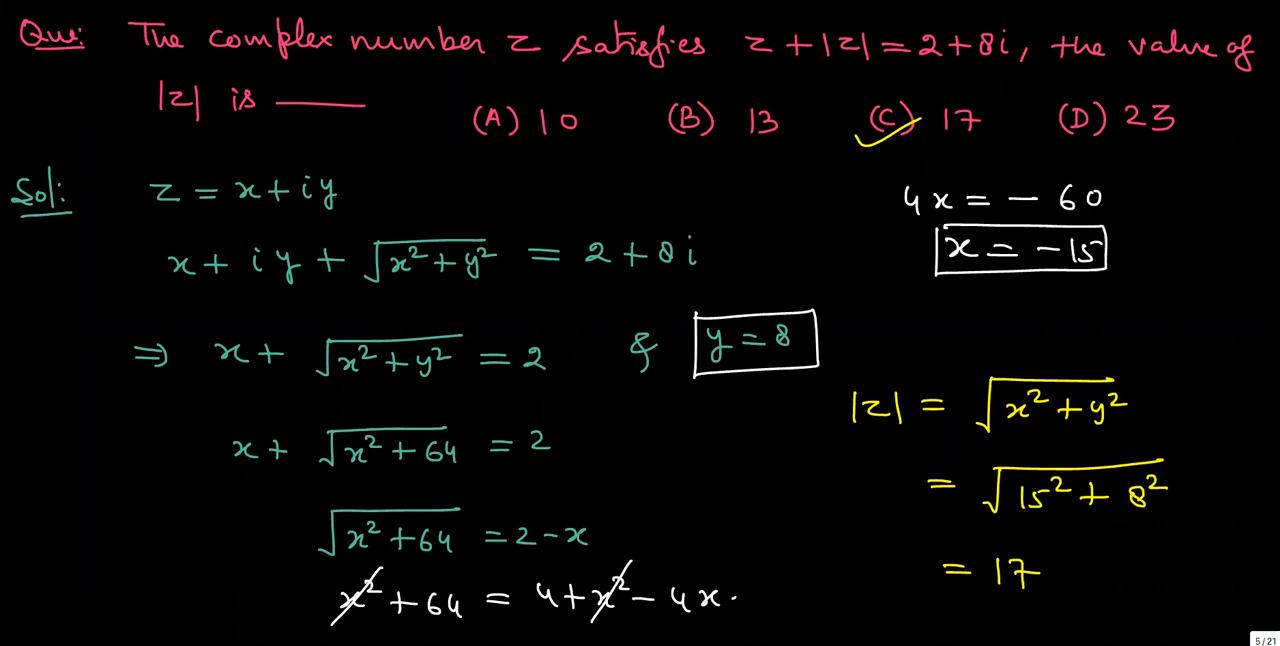 Que: The complex number z satisfies z + |z| = 2 + 8i, the value of
|z| is ____
(A) 10 (B) 13 (C) 17 (D) 23
Sol: z = x + iy
x + iy + √(x² + y²) = 2 + 8i
⇒ x + √(x² + y²) = 2 & y = 8
x + √(x² + 64) = 2
√(x² + 64) = 2 - x
x² + 64 = 4 + x² - 4x.
4x = - 60
x = - 15
|z| = √(x² + y²)
= √(15² + 8²)
= 17
5 / 21